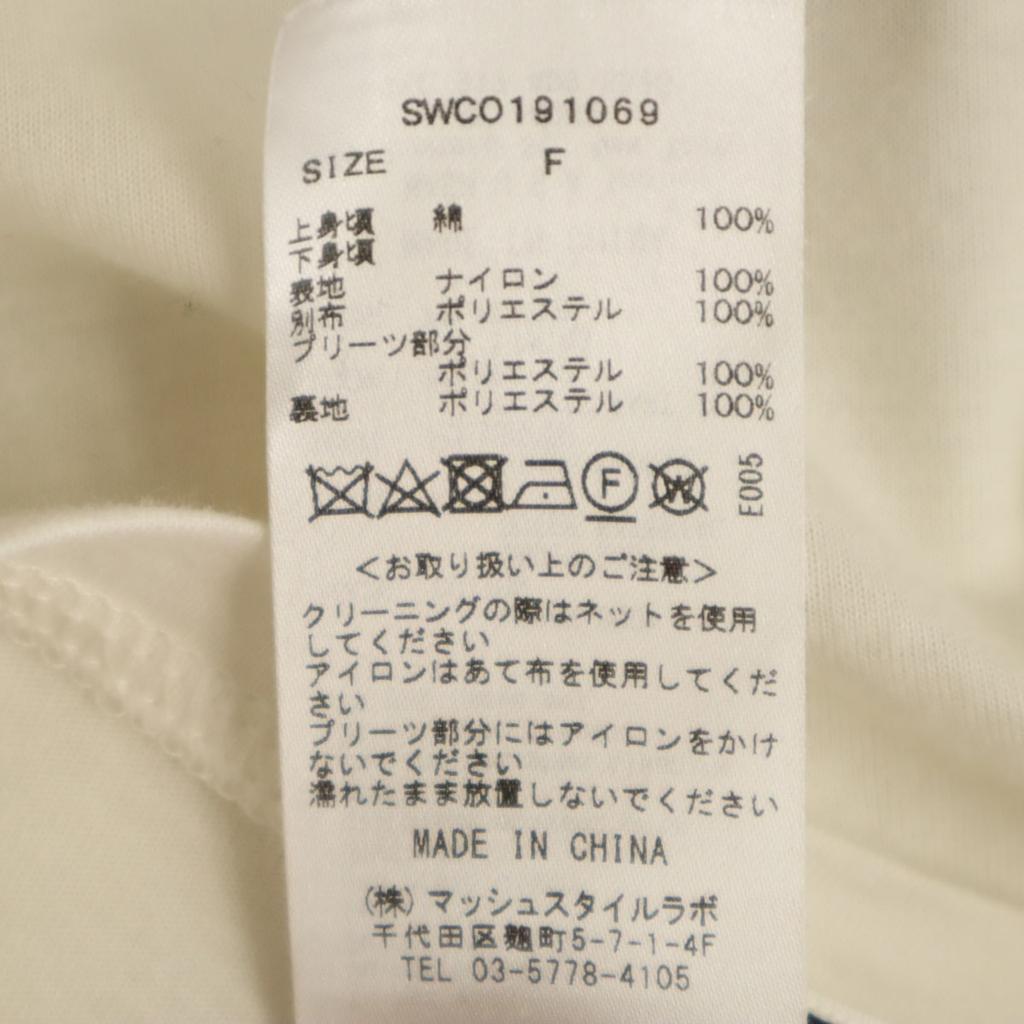 SWCO191069
SIZE F
上身頃 綿 100%
下身頃
表地 ナイロン 100%
別布 ポリエステル 100%
プリーツ部分
ポリエステル 100%
裏地 ポリエステル 100%
F W E005
<お取り扱い上のご注意>
クリーニングの際はネットを使用
してください
アイロンはあて布を使用してくだ
さい
プリーツ部分にはアイロンをかけ
ないでください
濡れたまま放置しないでください
MADE IN CHINA
(株)マッシュスタイルラボ
千代田区麹町5-7-1-4F
TEL 03-5778-4105